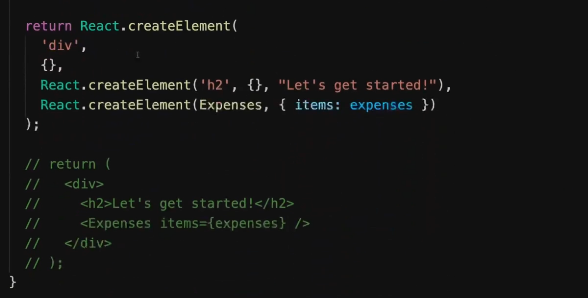 return React.createElement(
'div',
{},
React.createElement('h2', {}, "Let's get started!"),
React.createElement(Expenses, { items: expenses })
);
// return (
//   <div>
//     <h2>Let's get started!</h2>
//     <Expenses items={expenses} />
//   </div>
// );
}